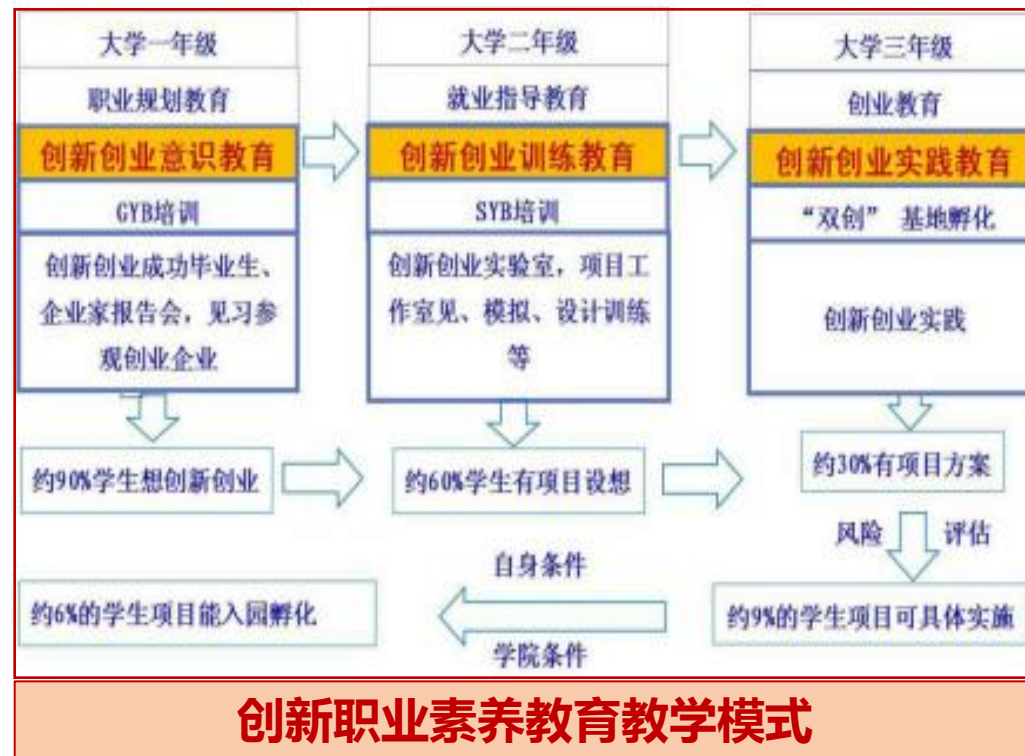 大学一年级
职业规划教育
创新创业意识教育
GYB培训
创新创业成功毕业生、
企业家报告会，见习参
观创业企业
大学二年级
就业指导教育
创新创业训练教育
SYB培训
创新创业实验室，项目工
作室见、模拟、设计训练
等
大学三年级
创业教育
创新创业实践教育
“双创” 基地孵化
创新创业实践
约90%学生想创新创业
约60%学生有项目设想
约30%有项目方案
风险 评估
约9%的学生项目可具体实施
自身条件
学院条件
约6%的学生项目能入园孵化
创新职业素养教育教学模式